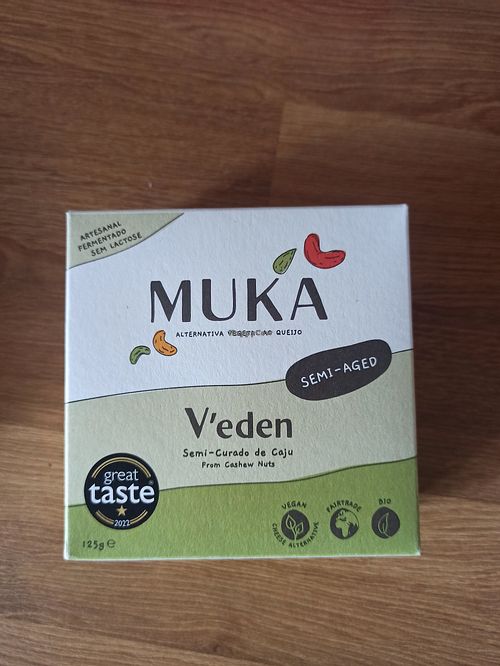 ARTESANAL
FERMENTADO
SEM LACTOSE
MUKA
ALTERNATIVA QUEIJO
SEMI-AGED
V'eden
Semi-Curado de Caju
From Cashew Nuts
great
taste
2022
VEGAN
CHEESE ALTERNATIVE
FAIRTRADE
BIO
125g e